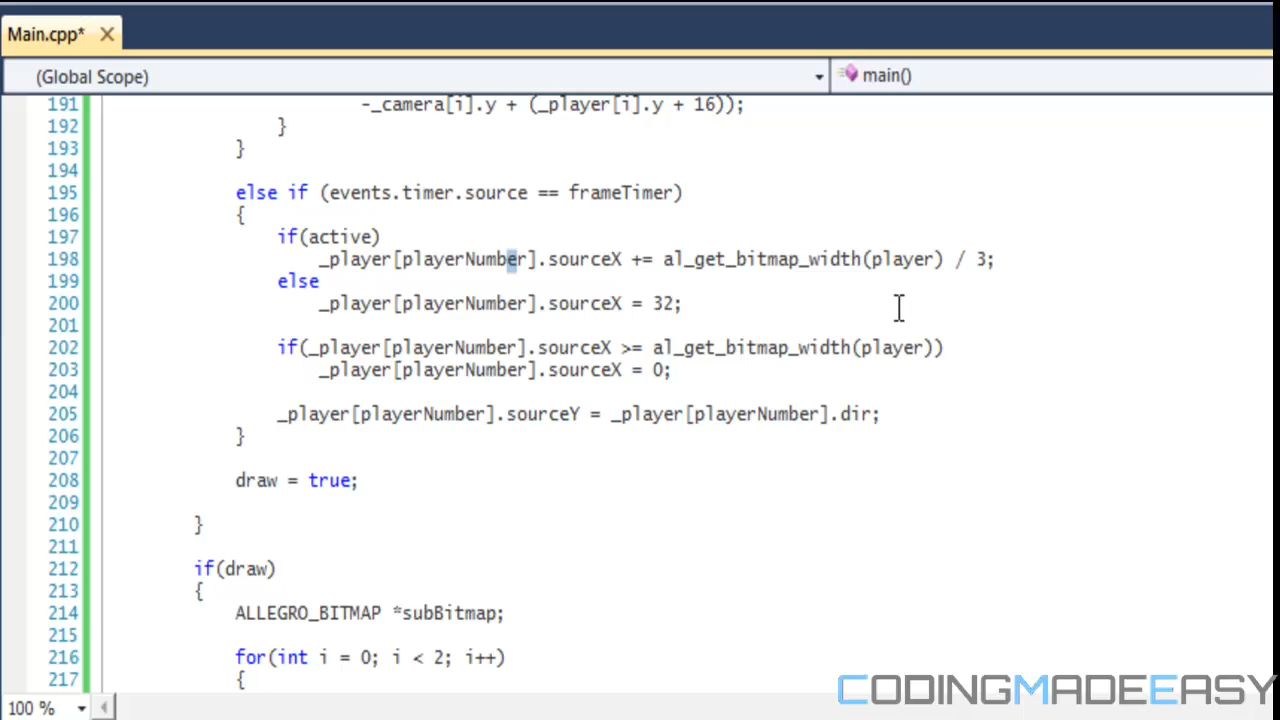 Main.cpp*
(Global Scope)
main()
191 -_camera[i].y + (_player[i].y + 16));
192 }
193 }
194
195 else if (events.timer.source == frameTimer)
196 {
197 if(active)
198 _player[playerNumber].sourceX += al_get_bitmap_width(player) / 3;
199 else
200 _player[playerNumber].sourceX = 32;
201
202 if(_player[playerNumber].sourceX >= al_get_bitmap_width(player))
203 _player[playerNumber].sourceX = 0;
204
205 _player[playerNumber].sourceY = _player[playerNumber].dir;
206 }
207
208 draw = true;
209
210 }
211
212 if(draw)
213 {
214 ALLEGRO_BITMAP *subBitmap;
215
216 for(int i = 0; i < 2; i++)
217 {
CODINGMADEEASY
100 %